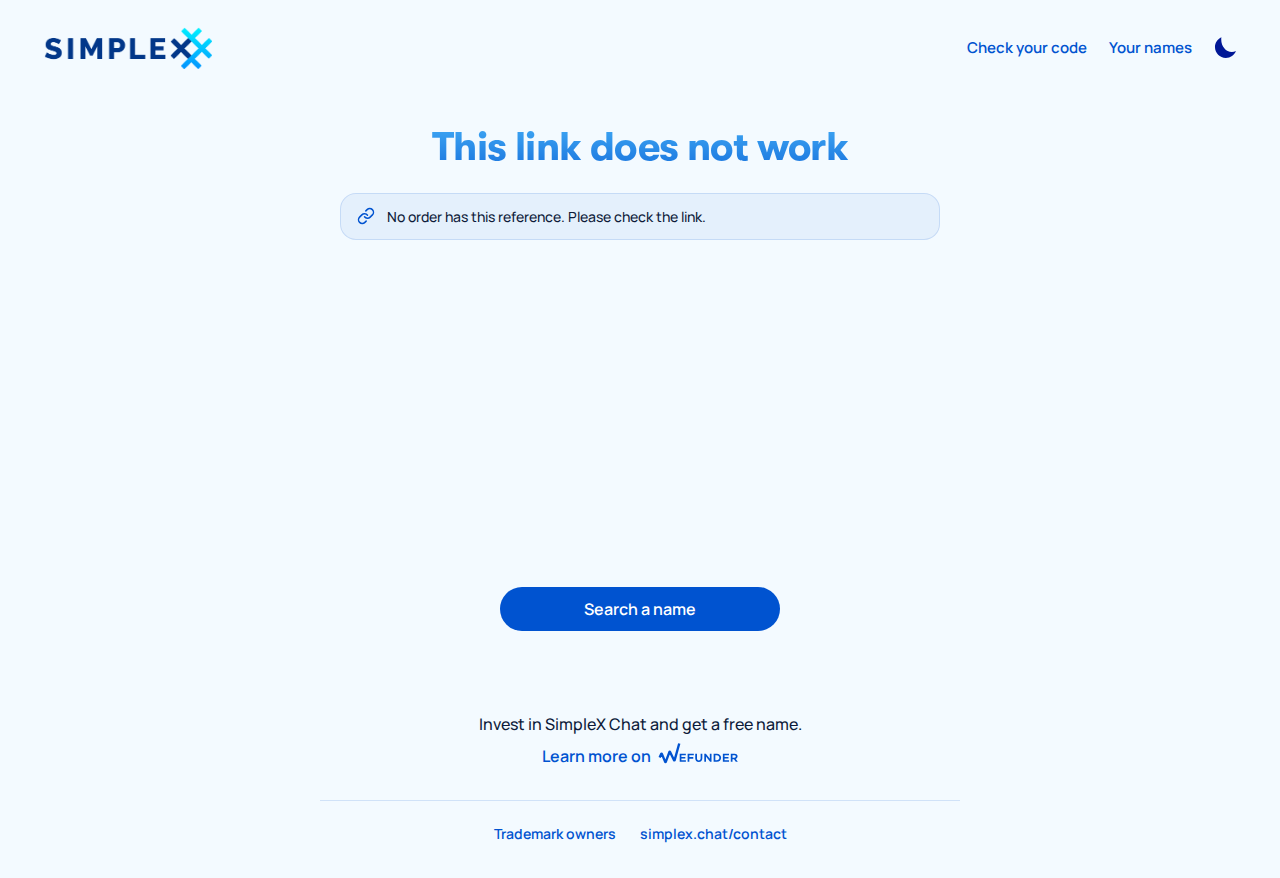 SIMPLEX
Check your code
Your names
This link does not work
No order has this reference. Please check the link.
Search a name
Invest in SimpleX Chat and get a free name.
Learn more on WEFUNDER
Trademark owners
simplex.chat/contact